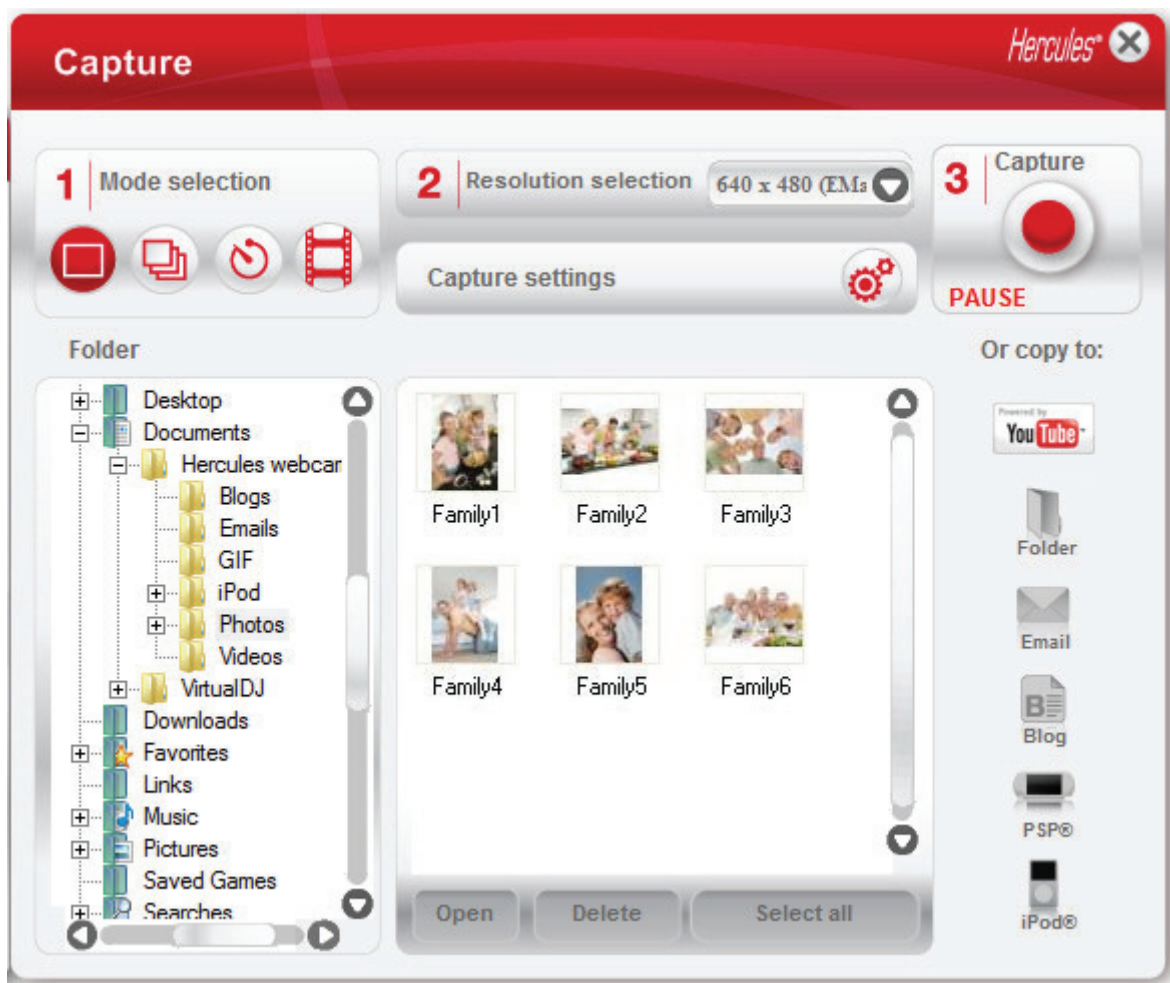 Capture
Hercules®
1 Mode selection
2 Resolution selection 640 x 480 (EMa
3 Capture
Capture settings
PAUSE
Folder
Or copy to:
Desktop
Documents
Hercules webcar
Blogs
Emails
GIF
iPod
Photos
Videos
VirtualDJ
Downloads
Favorites
Links
Music
Pictures
Saved Games
Searches
Family1 Family2 Family3
Family4 Family5 Family6
Open Delete Select all
Powered by
YouTube
Folder
Email
B
Blog
PSP®
iPod®